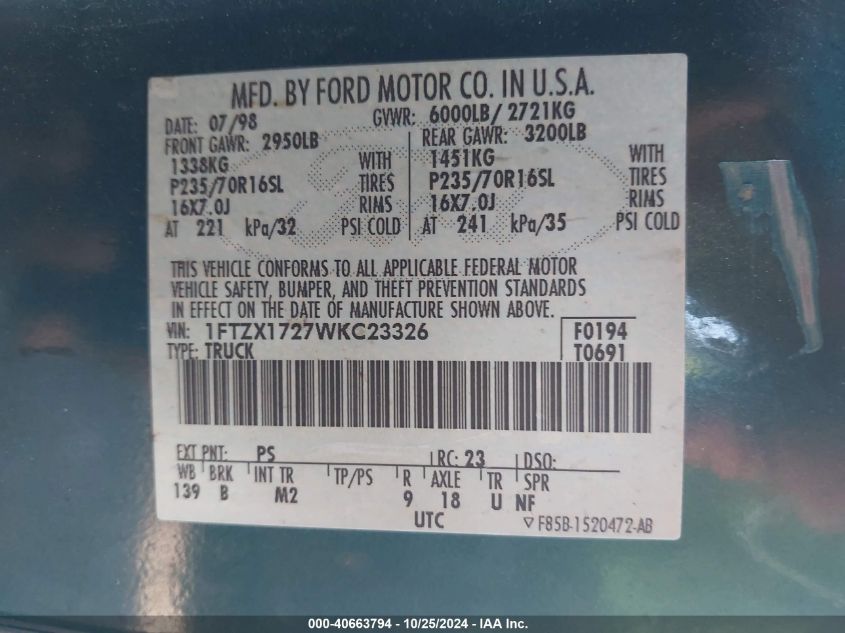 MFD. BY FORD MOTOR CO. IN U.S.A.
DATE: 07/98 GVWR: 6000LB/ 2721KG
FRONT GAWR: 2950LB REAR GAWR: 3200LB
1338KG WITH 1451KG WITH
P235/70R16SL TIRES P235/70R16SL TIRES
16X7.0J RIMS 16X7.0J RIMS
AT 221 kPa/32 PSI COLD AT 241 kPa/35 PSI COLD
THIS VEHICLE CONFORMS TO ALL APPLICABLE FEDERAL MOTOR
VEHICLE SAFETY, BUMPER, AND THEFT PREVENTION STANDARDS
IN EFFECT ON THE DATE OF MANUFACTURE SHOWN ABOVE.
VIN: 1FTZX1727WKC23326 F0194
TYPE: TRUCK T0691
EXT PNT: PS RC: 23 DSO:
WB BRK INT TR TP/PS R AXLE TR SPR
139 B M2 9 18 U NF
UTC ▽ F85B-1520472-AB
000-40663794 - 10/25/2024 - IAA Inc.